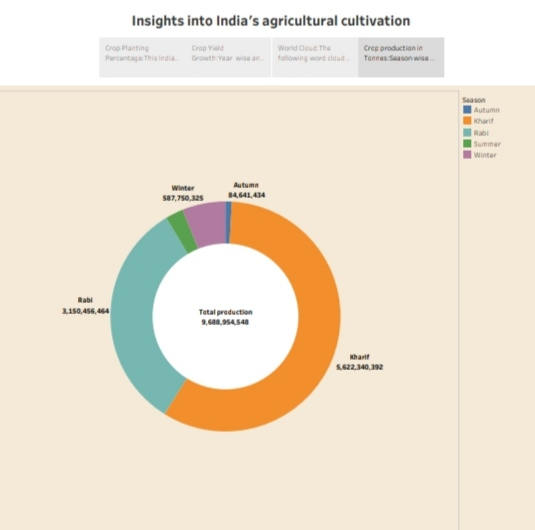 Insights into India's agricultural cultivation
Crop Planting
Percentage:This India..
Crop Yield
Growth:Year wise an..
World Cloud:The
following word cloud ..
Crop production in
Tonnes:Season wise ...
Season
Autumn
Kharif
Rabi
Summer
Winter
Winter
587,750,325
Autumn
84,641,434
Rabi
3,150,456,464
Total production
9,688,954,548
Kharif
5,622,340,392